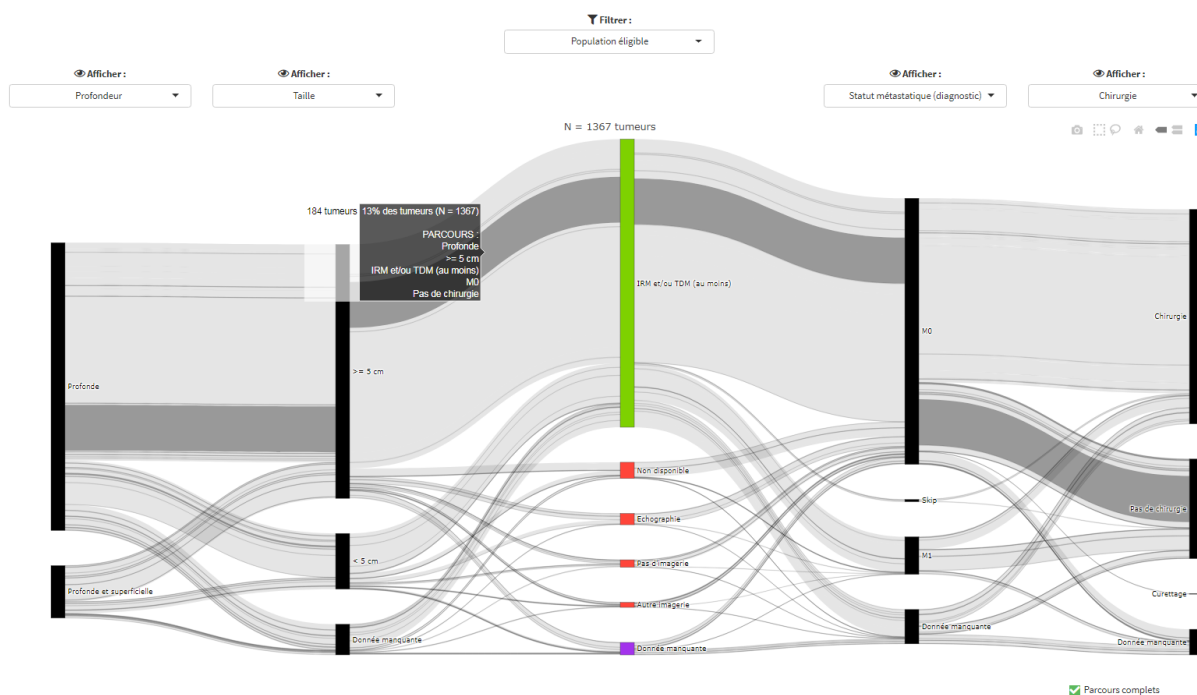 Filtrer :
Population éligible
Afficher :
Afficher :
Afficher :
Afficher :
Profondeur
Taille
Statut métastatique (diagnostic)
Chirurgie
N = 1367 tumeurs
184 tumeurs
13% des tumeurs (N = 1367)
PARCOURS :
Profonde
>= 5 cm
IRM et/ou TDM (au moins)
M0
Pas de chirurgie
IRM et/ou TDM (au moins)
Chirurgie
M0
>= 5 cm
Profonde
Non disponible
Skip
Pas de chirurgie
Echographie
M1
< 5 cm
Pas d'imagerie
Profonde et superficielle
Curettage
Autre imagerie
Donnée manquante
Donnée manquante
Donnée manquante
Donnée manquante
Parcours complets